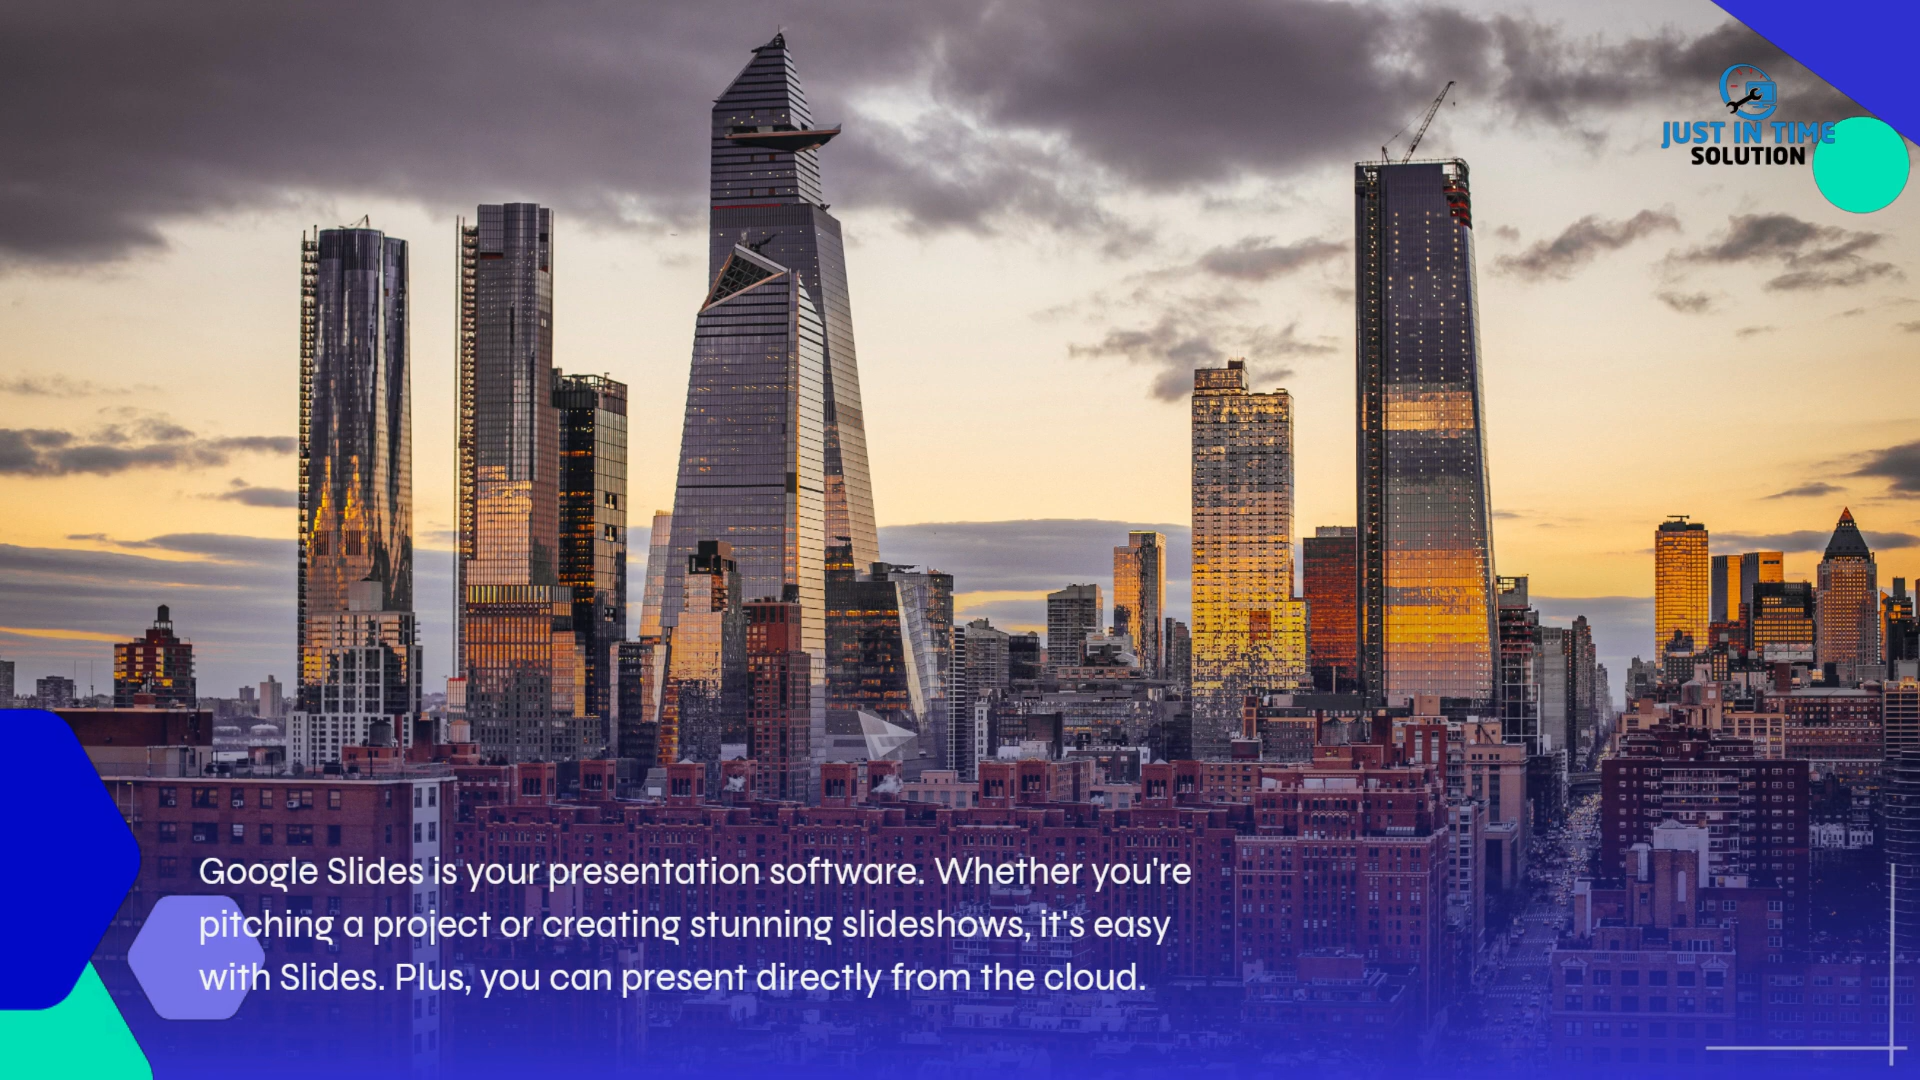 JUST IN TIME
SOLUTION
Google Slides is your presentation software. Whether you're
pitching a project or creating stunning slideshows, it's easy
with Slides. Plus, you can present directly from the cloud.